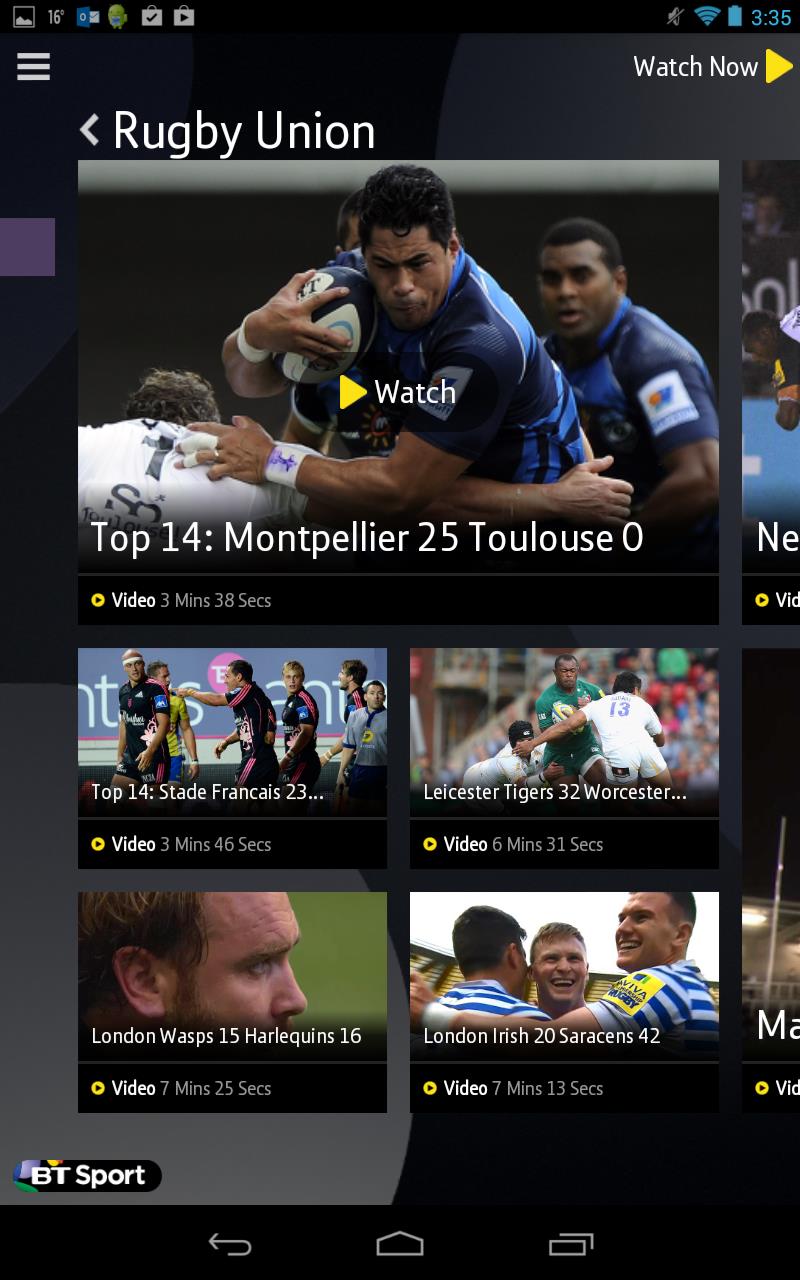 16°
3:35
Watch Now
Rugby Union
Watch
Top 14: Montpellier 25 Toulouse 0
Ne
Video 3 Mins 38 Secs
Vid
13
Top 14: Stade Francais 23...
Leicester Tigers 32 Worcester...
Video 3 Mins 46 Secs
Video 6 Mins 31 Secs
AVIVA
RUGBY
London Wasps 15 Harlequins 16
London Irish 20 Saracens 42
Ma
Video 7 Mins 25 Secs
Video 7 Mins 13 Secs
Vid
BT Sport